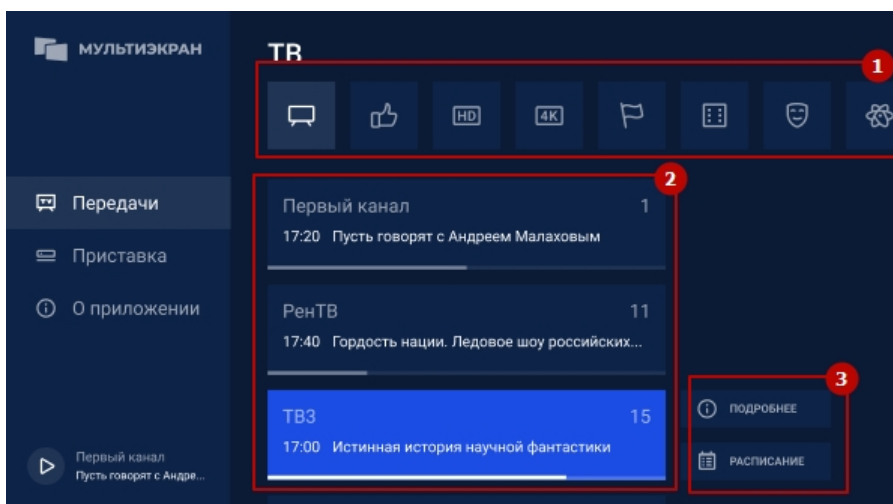 МУЛЬТИЭКРАН
Передачи
Приставка
О приложении
Первый канал
Пусть говорят с Андре...
ТВ
1
HD
4K
2
Первый канал 1
17:20 Пусть говорят с Андреем Малаховым
РенТВ 11
17:40 Гордость нации. Ледовое шоу российских...
ТВ3 15
17:00 Истинная история научной фантастики
3
ПОДРОБНЕЕ
РАСПИСАНИЕ